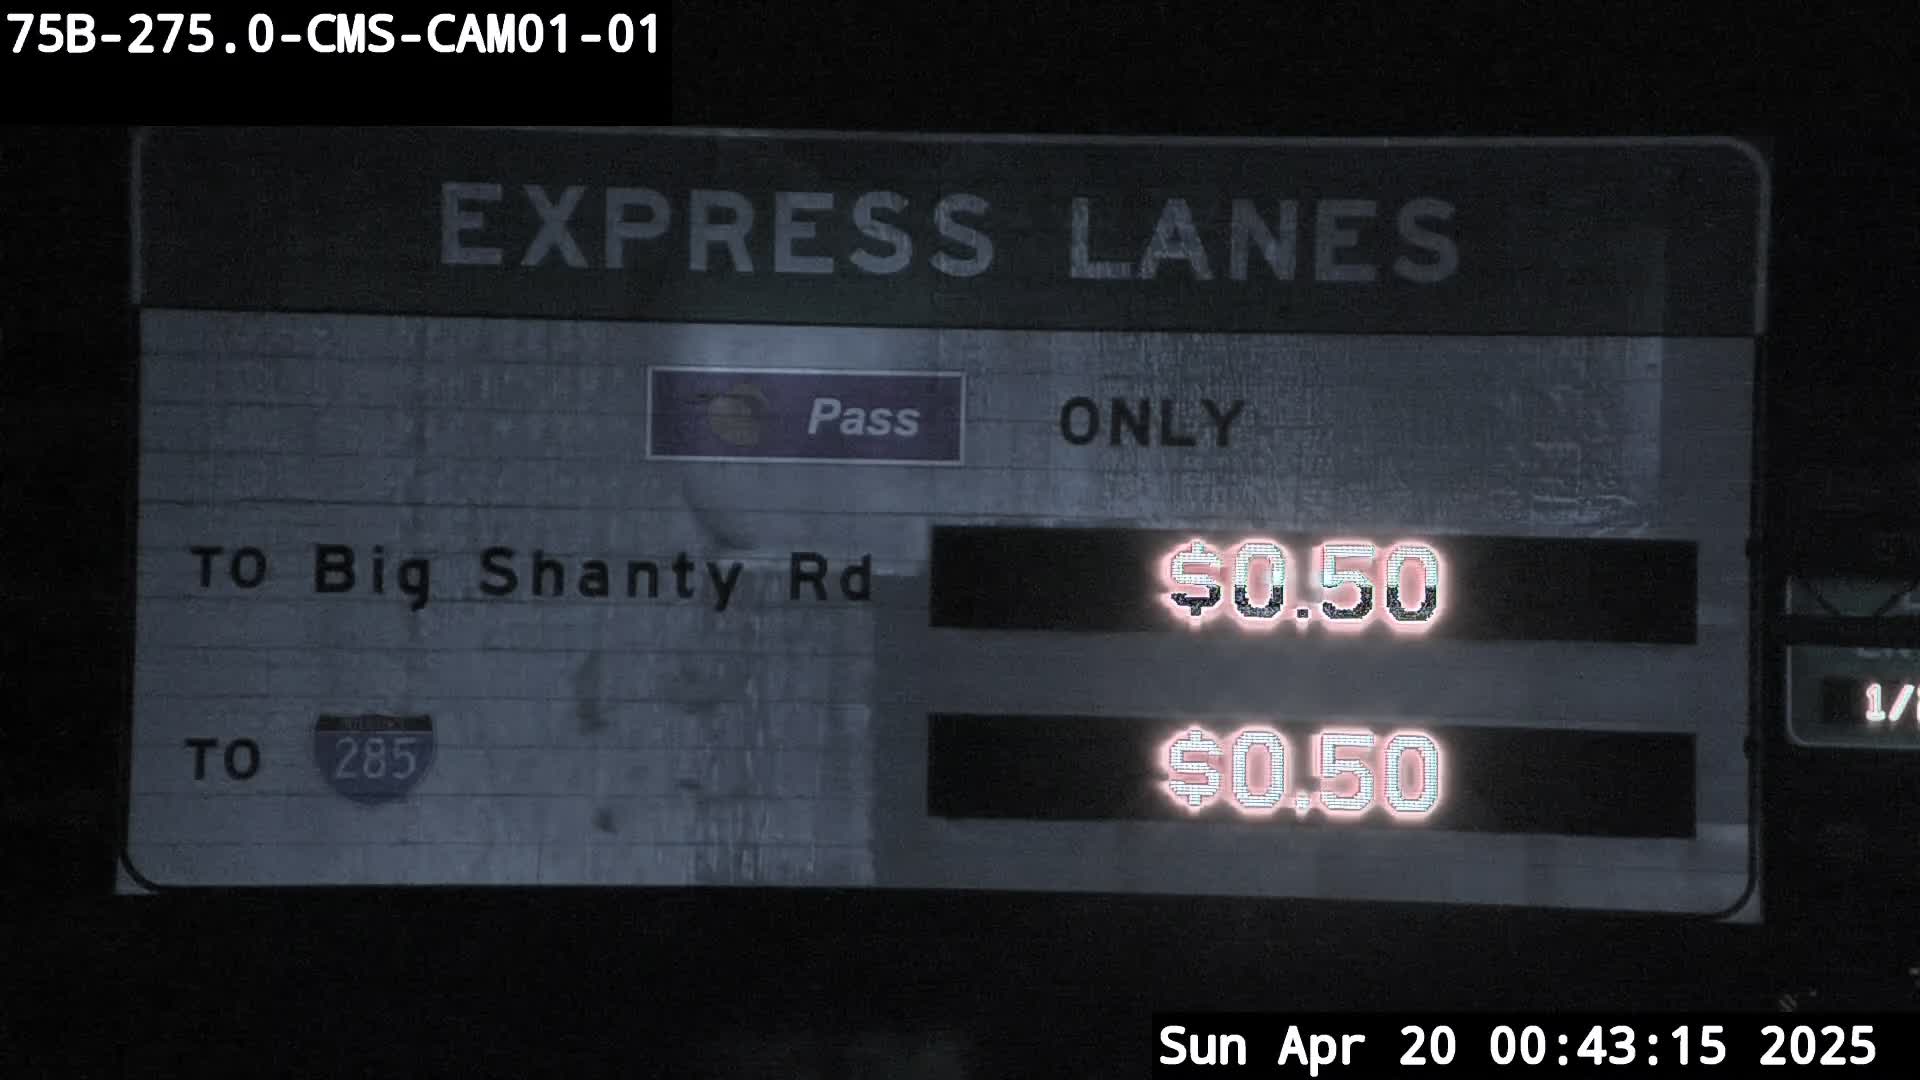 75B-275.0-CMS-CAM01-01
EXPRESS LANES
Pass ONLY
TO Big Shanty Rd $0.50
TO 285 $0.50
1/
Sun Apr 20 00:43:15 2025